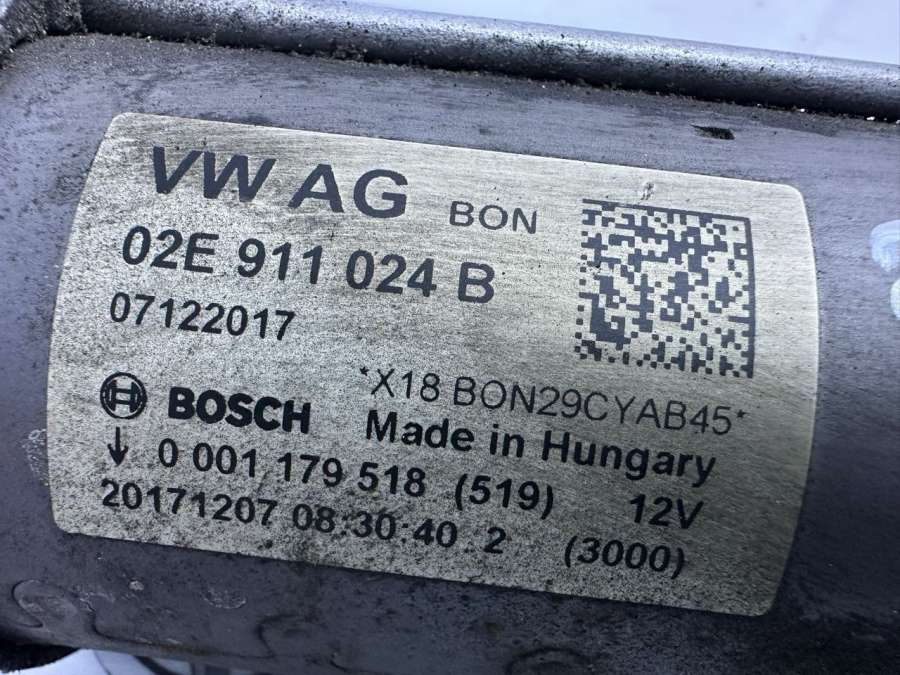 VW AG BON
02E 911 024 B
07122017
*X18 BON29CYAB45*
BOSCH Made in Hungary
0 001 179 518 (519) 12V
20171207 08:30:40 2 (3000)